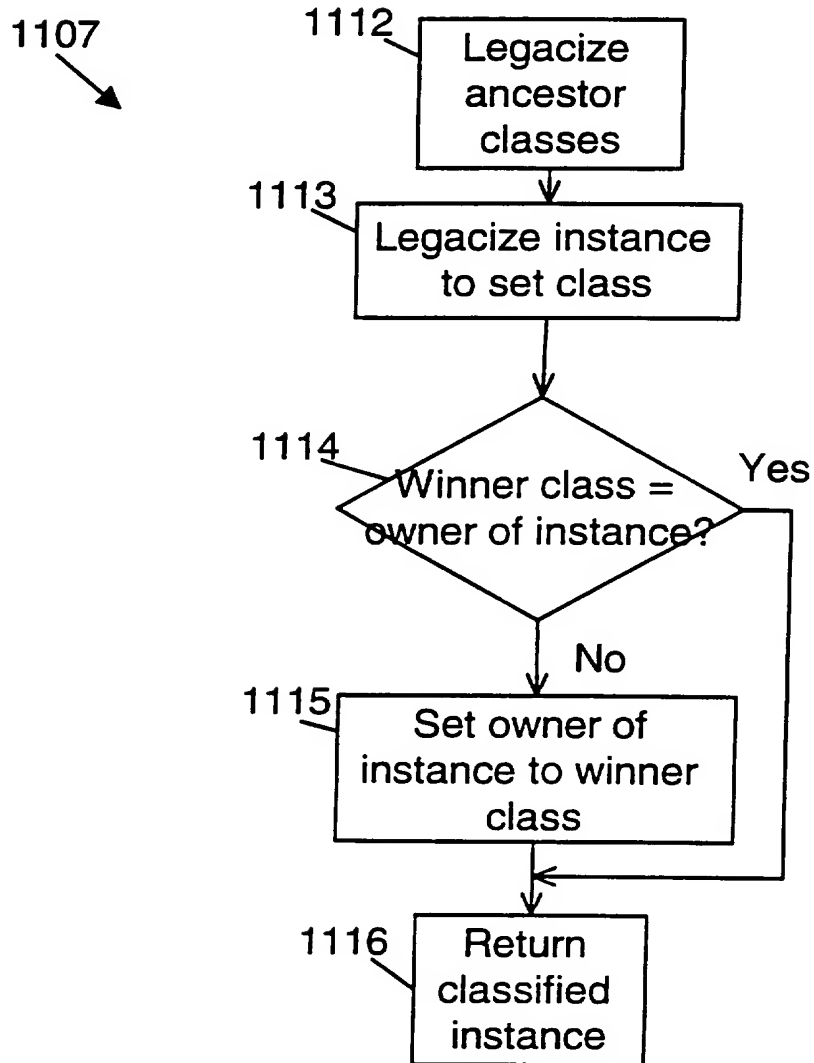 1107
1112
Legacize
ancestor
classes
1113
Legacize instance
to set class
1114
Winner class =
owner of instance?
Yes
No
1115
Set owner of
instance to winner
class
1116
Return
classified
instance